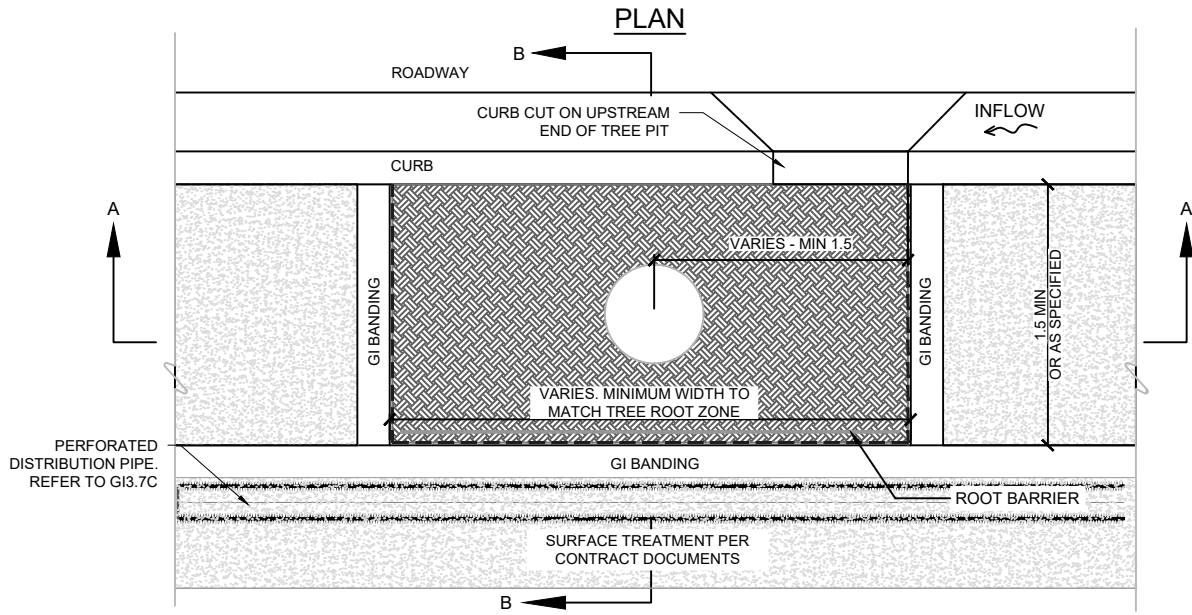 PLAN
B
ROADWAY
CURB CUT ON UPSTREAM
END OF TREE PIT
INFLOW
CURB
A
A
VARIES - MIN 1.5
GI BANDING
GI BANDING
1.5 MIN
OR AS SPECIFIED
VARIES. MINIMUM WIDTH TO
MATCH TREE ROOT ZONE
PERFORATED
DISTRIBUTION PIPE.
REFER TO GI3.7C
GI BANDING
ROOT BARRIER
SURFACE TREATMENT PER
CONTRACT DOCUMENTS
B